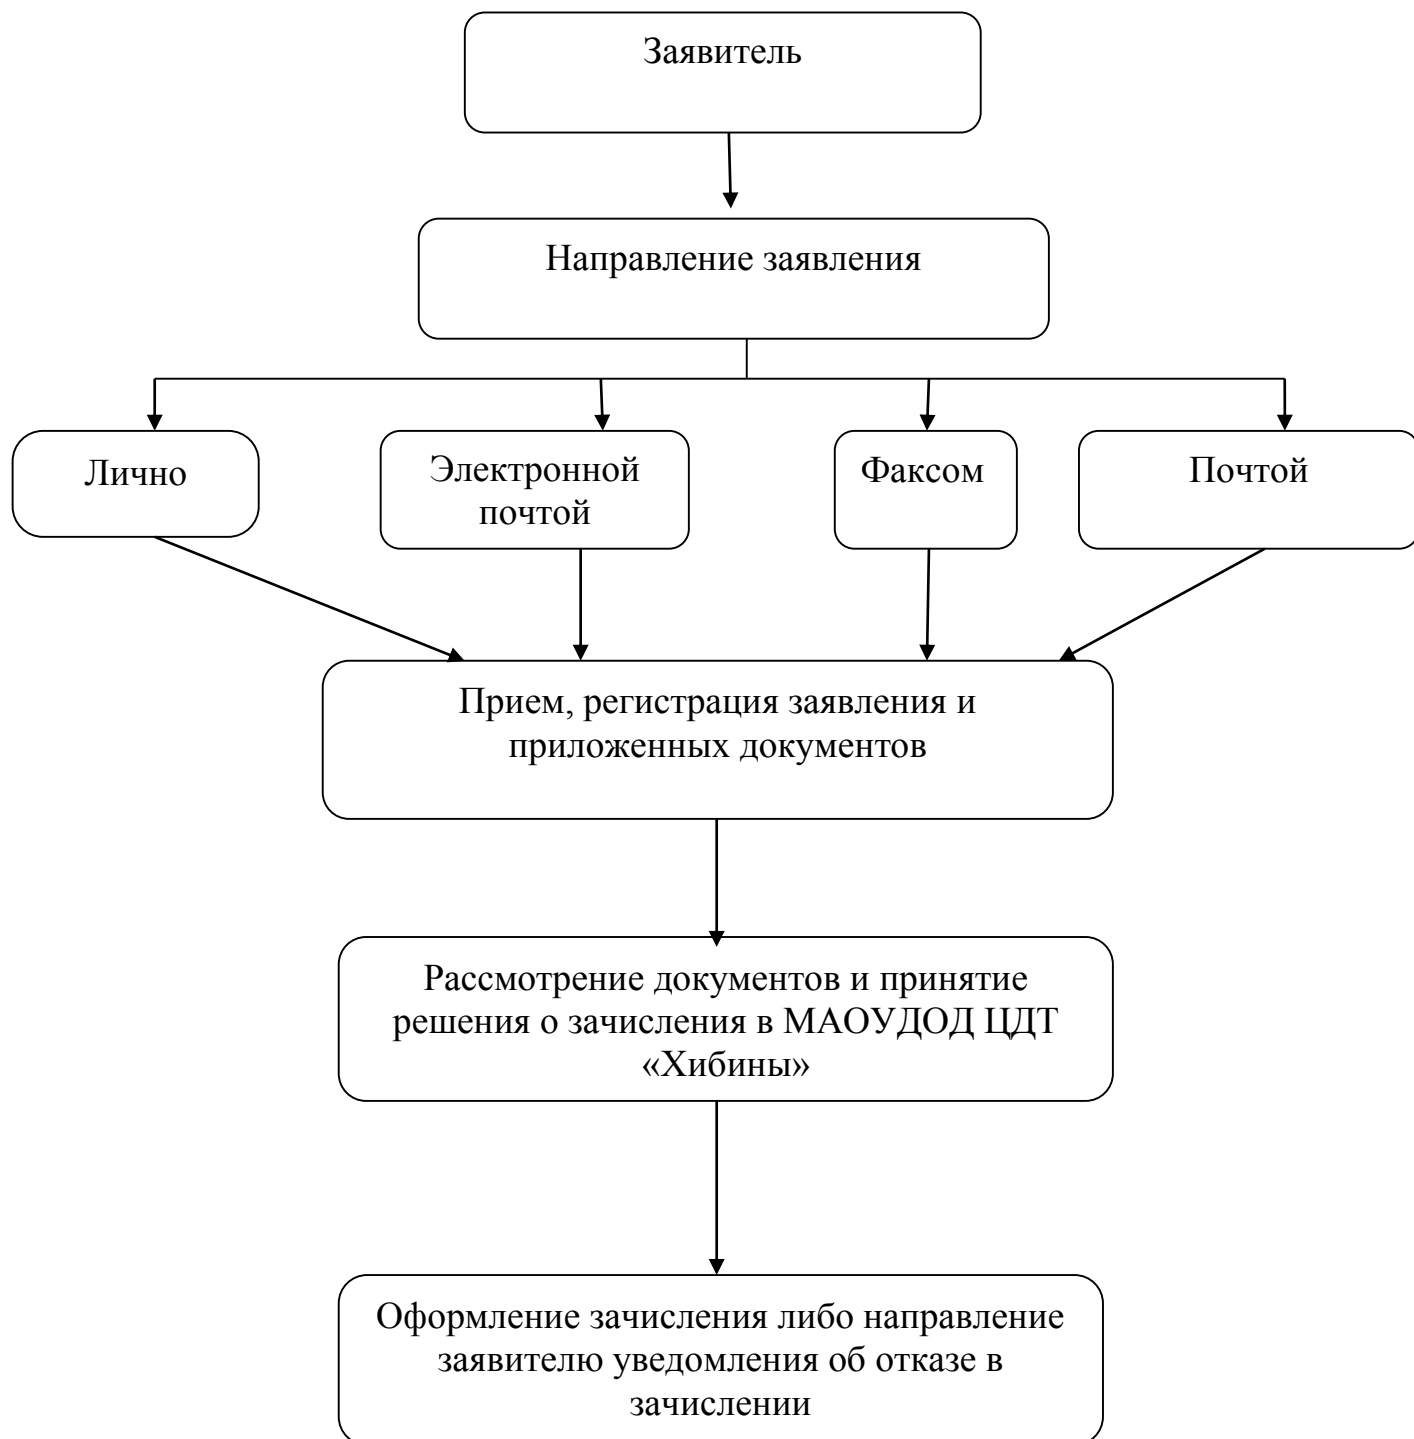 Заявитель
Направление заявления
Лично
Электронной
почтой
Факсом
Почтой
Прием, регистрация заявления и
приложенных документов
Рассмотрение документов и принятие
решения о зачисления в МАОУДОД ЦДТ
«Хибины»
Оформление зачисления либо направление
заявителю уведомления об отказе в
зачислении